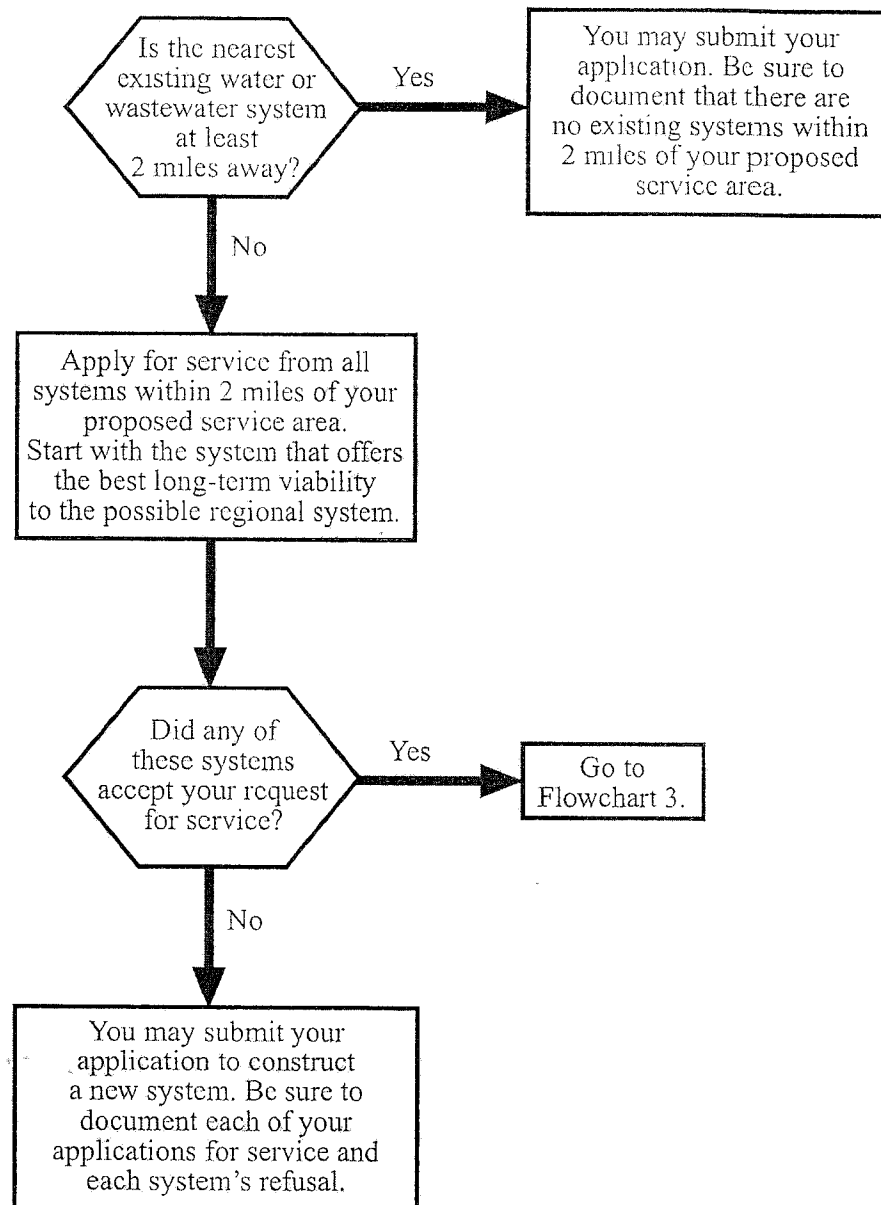 Is the nearest
existing water or
wastewater system
at least
2 miles away?
Yes
You may submit your
application. Be sure to
document that there are
no existing systems within
2 miles of your proposed
service area.
No
Apply for service from all
systems within 2 miles of your
proposed service area.
Start with the system that offers
the best long-term viability
to the possible regional system.
Did any of
these systems
accept your request
for service?
Yes
Go to
Flowchart 3.
No
You may submit your
application to construct
a new system. Be sure to
document each of your
applications for service and
each system's refusal.